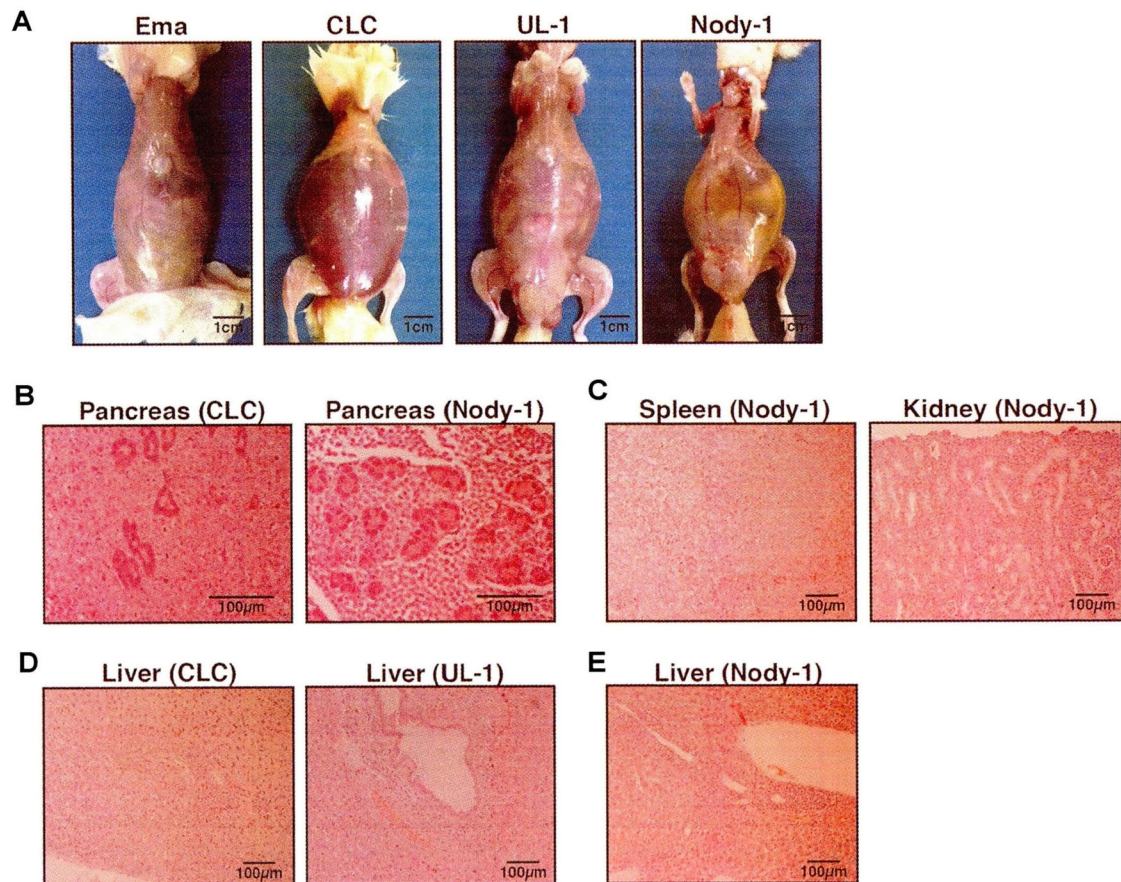 A
Ema CLC UL-1 Nody-1
1cm 1cm 1cm 1cm
B C
Pancreas (CLC) Pancreas (Nody-1) Spleen (Nody-1) Kidney (Nody-1)
100µm 100µm 100µm 100µm
D E
Liver (CLC) Liver (UL-1) Liver (Nody-1)
100µm 100µm 100µm